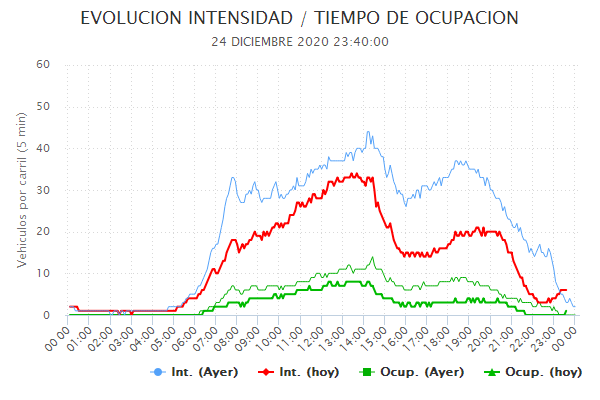 EVOLUCION INTENSIDAD / TIEMPO DE OCUPACION
24 DICIEMBRE 2020 23:40:00
Vehiculos por carril (5 min)
60
50
40
30
20
10
0
00:00 01:00 02:00 03:00 04:00 05:00 06:00 07:00 08:00 09:00 10:00 11:00 12:00 13:00 14:00 15:00 16:00 17:00 18:00 19:00 20:00 21:00 22:00 23:00 00:00
Int. (Ayer) Int. (hoy) Ocup. (Ayer) Ocup. (hoy)